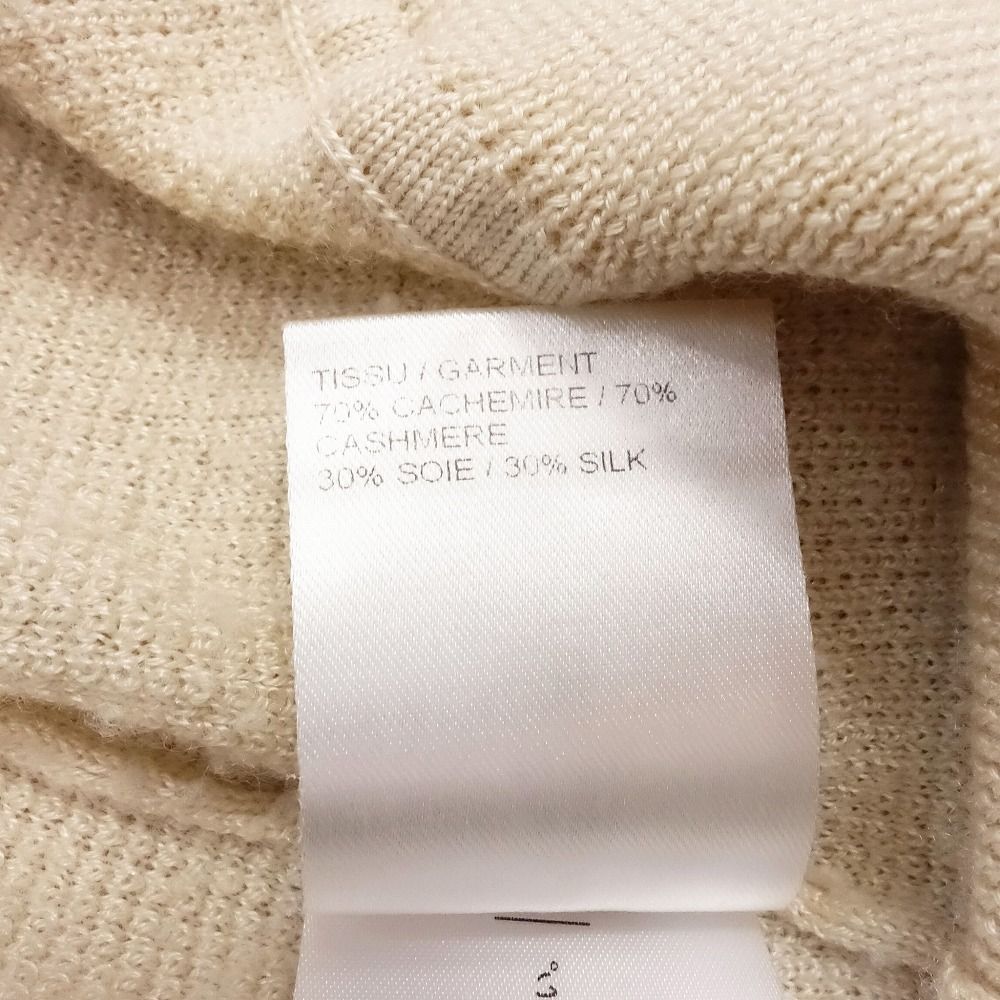 TISSU / GARMENT
70% CACHEMIRE / 70%
CASHMERE
30% SOIE / 30% SILK